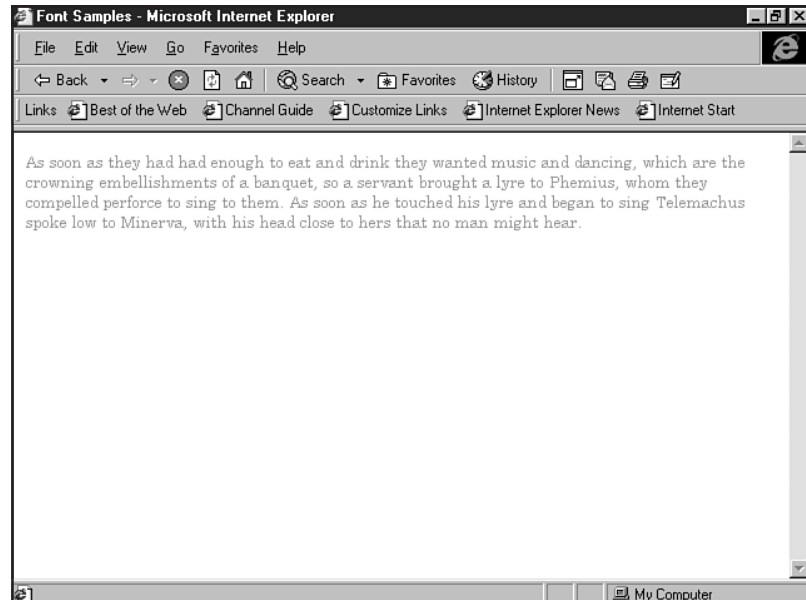 Font Samples - Microsoft Internet Explorer
File Edit View Go Favorites Help
Back Search Favorites History
Links Best of the Web Channel Guide Customize Links Internet Explorer News Internet Start
As soon as they had had enough to eat and drink they wanted music and dancing, which are the
crowning embellishments of a banquet, so a servant brought a lyre to Phemius, whom they
compelled perforce to sing to them. As soon as he touched his lyre and began to sing Telemachus
spoke low to Minerva, with his head close to hers that no man might hear.
My Computer